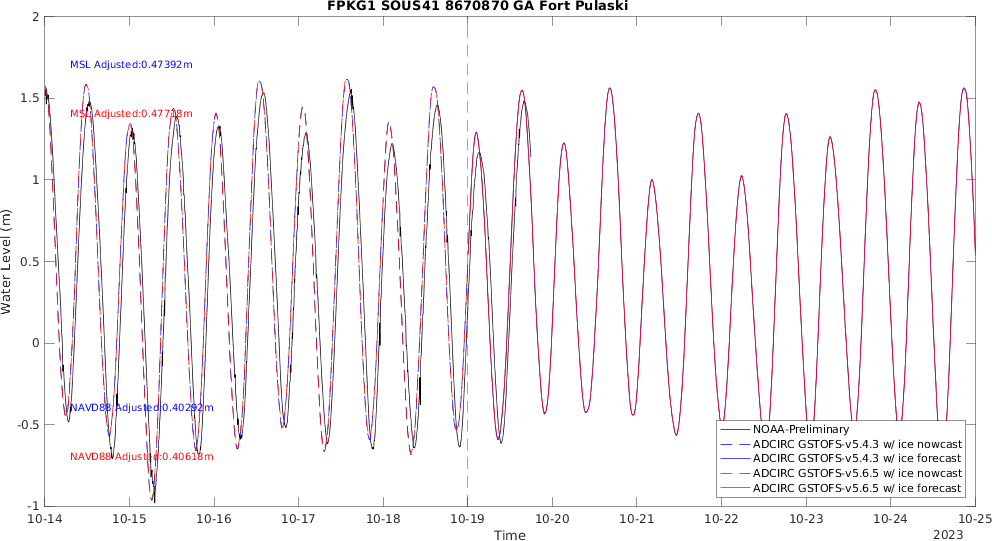 FPKG1 SOUS41 8670870 GA Fort Pulaski
2
1.5
1
0.5
0
-0.5
-1
Water Level (m)
MSL Adjusted:0.47392m
MSL Adjusted:0.47718m
NAVD88 Adjusted:0.40292m
NAVD88 Adjusted:0.40618m
NOAA-Preliminary
ADCIRC GSTOFS-v5.4.3 w/ ice nowcast
ADCIRC GSTOFS-v5.4.3 w/ ice forecast
ADCIRC GSTOFS-v5.6.5 w/ ice nowcast
ADCIRC GSTOFS-v5.6.5 w/ ice forecast
10-14 10-15 10-16 10-17 10-18 10-19 10-20 10-21 10-22 10-23 10-24 10-25
Time
2023